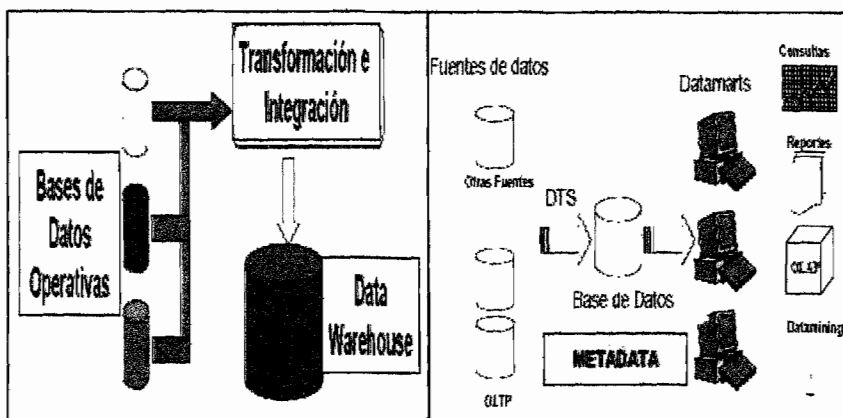 Transformación e
Integración
Bases de
Datos
Operativas
Data
Warehouse
Fuentes de datos
Otras Fuentes
OLTP
DTS
Base de Datos
METADATA
Datamarts
Consultas
Reportes
OLAP
Datamining